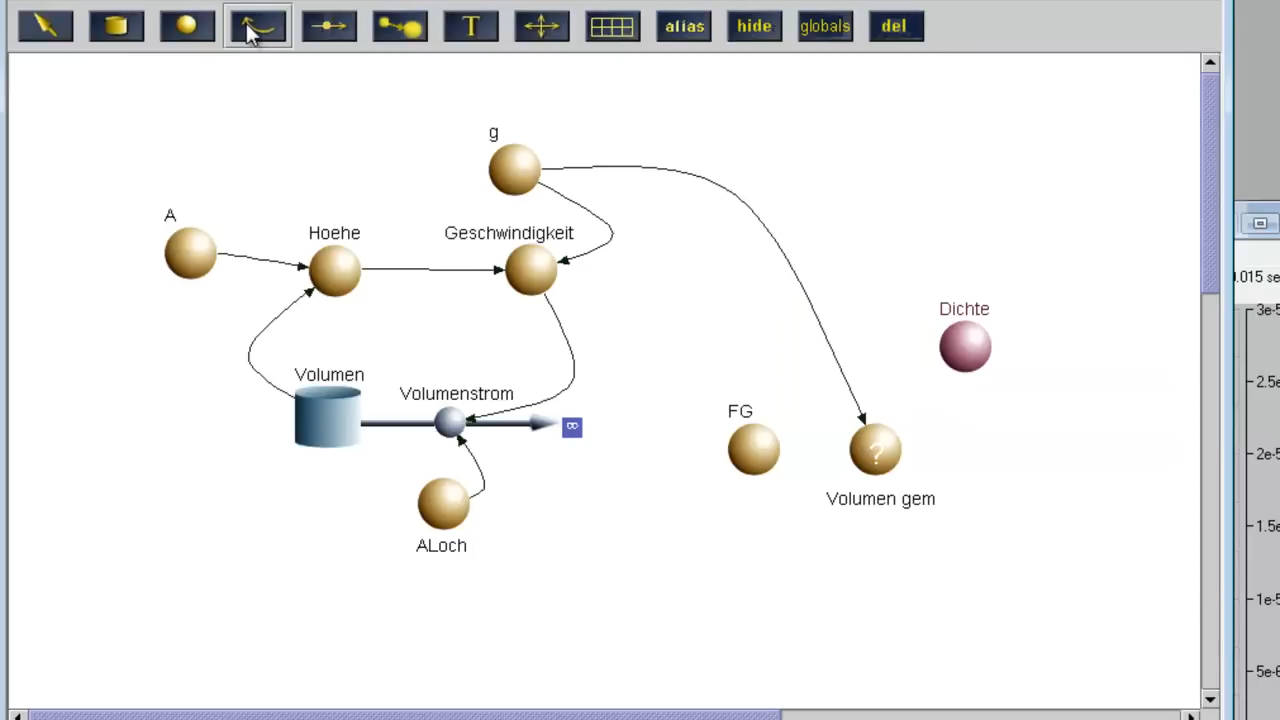 T
alias
hide
globals
del
g
A
Hoehe
Geschwindigkeit
.015 se
Dichte
3e-5
Volumen
Volumenstrom
2.5e
FG
∞
?
2e-5
Volumen gem
1.5e
ALoch
1e-5
5e-6